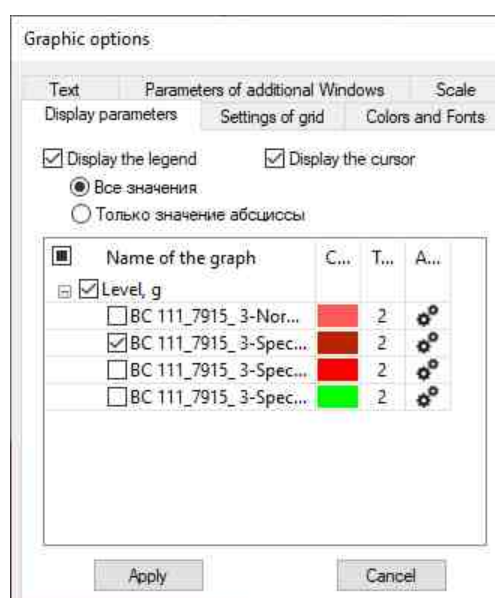 Graphic options
Text Parameters of additional Windows Scale
Display parameters Settings of grid Colors and Fonts
Display the legend Display the cursor
Все значения
Только значение абсциссы
Name of the graph C... T... A...
Level, g
BC 111_7915_ 3-Nor... 2
BC 111_7915_ 3-Spec... 2
BC 111_7915_ 3-Spec... 2
BC 111_7915_ 3-Spec... 2
Apply Cancel